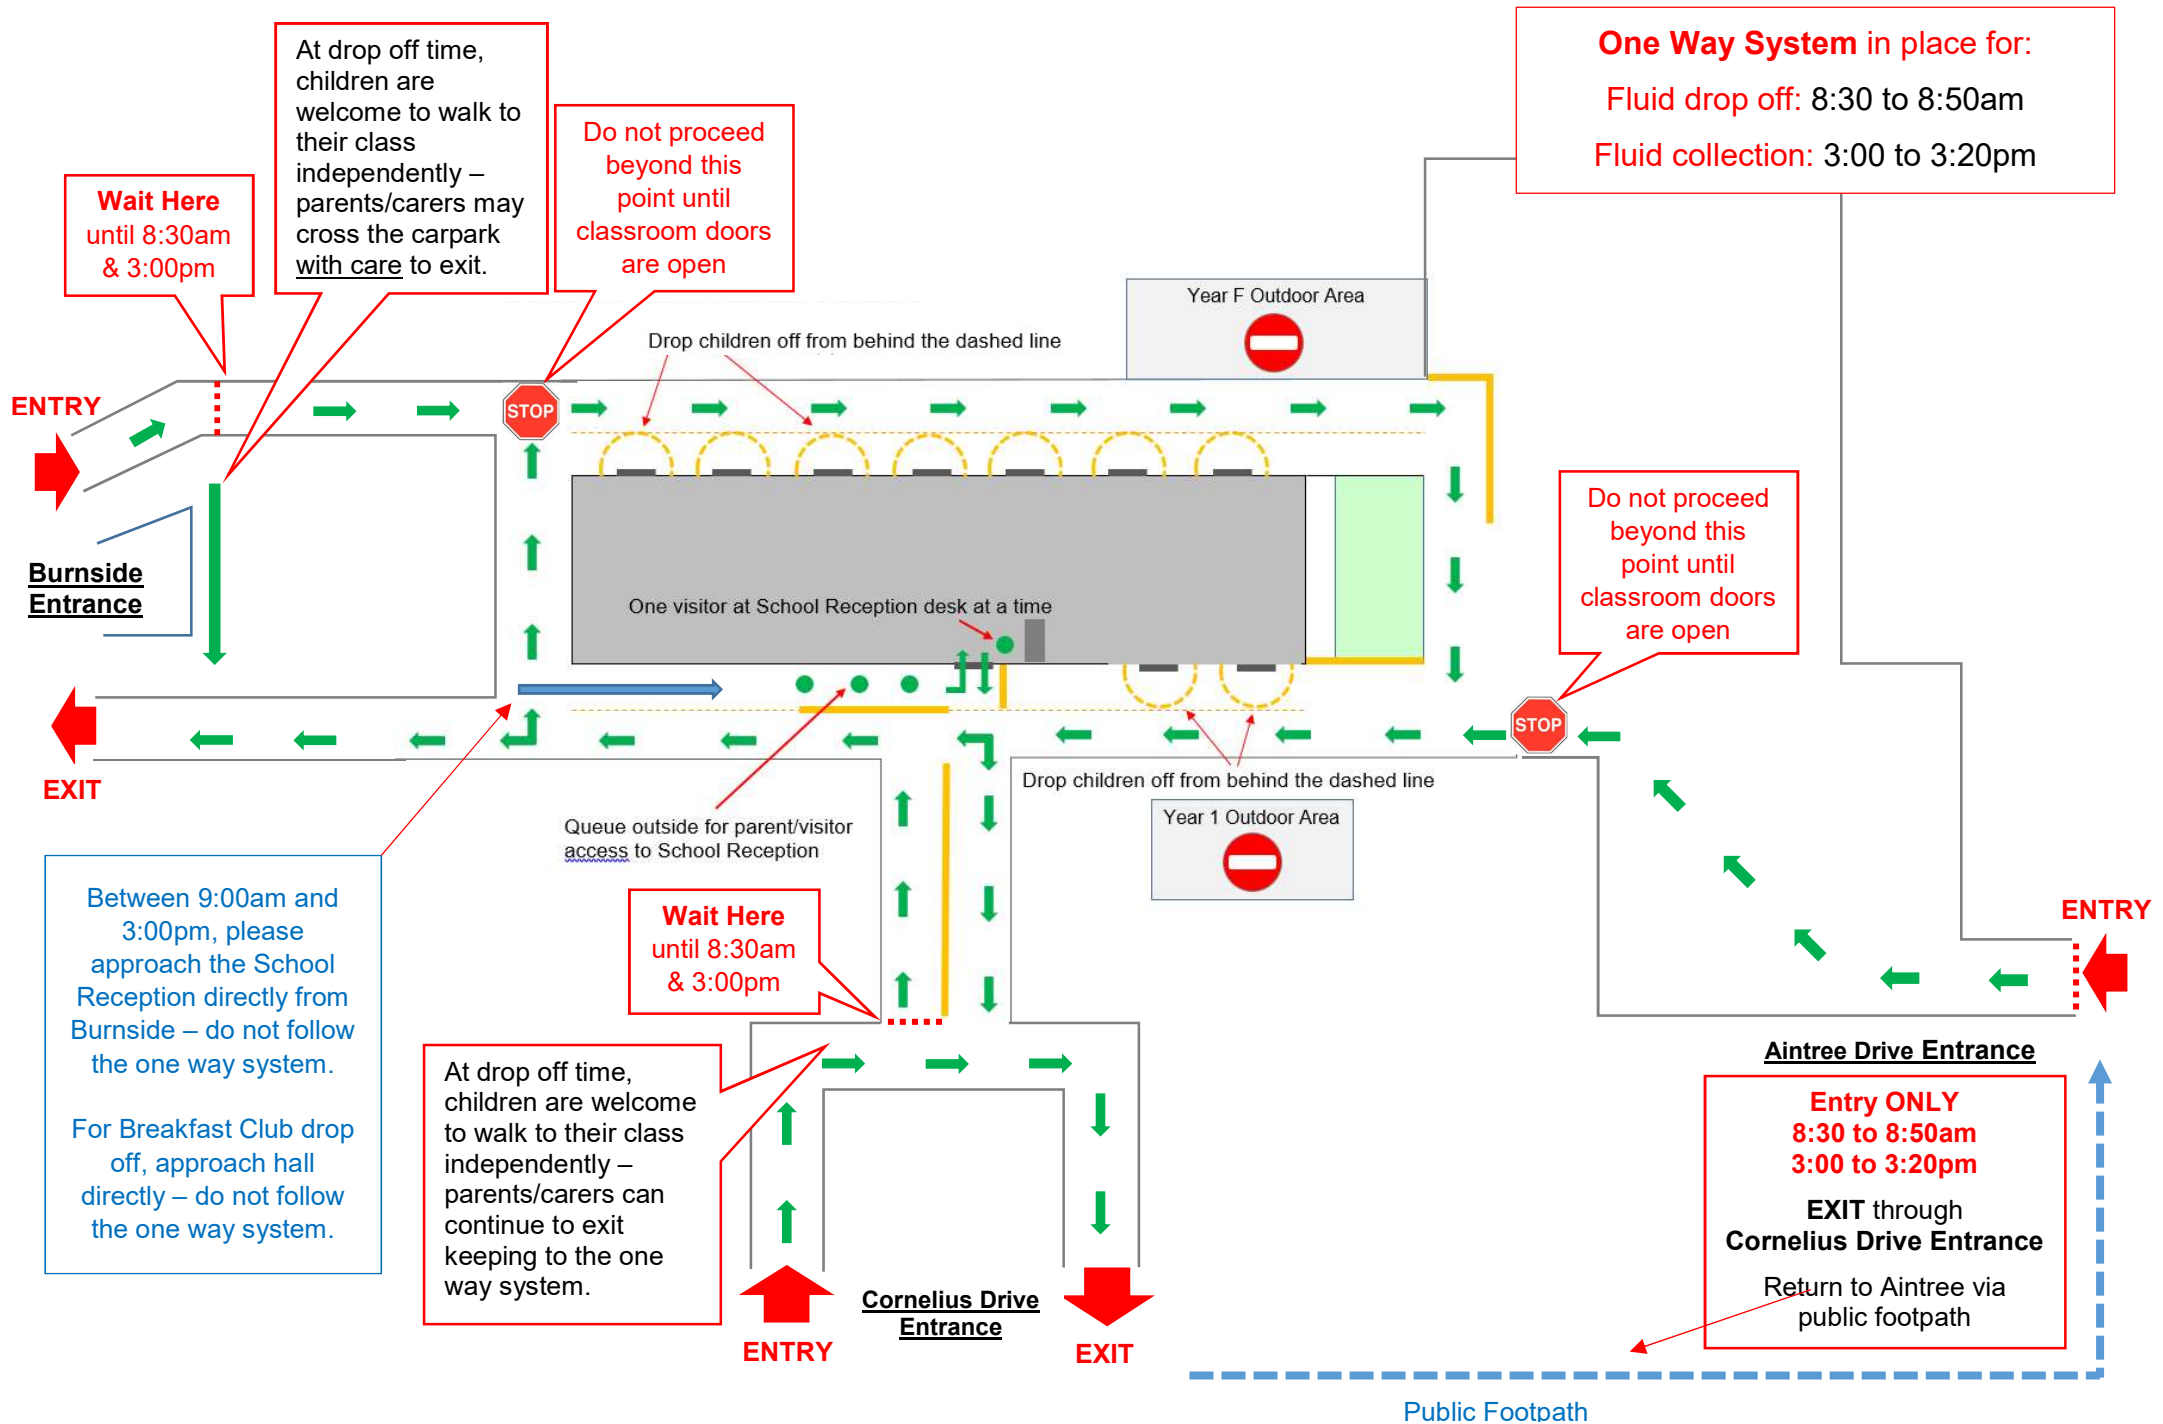 One Way System in place for:
Fluid drop off: 8:30 to 8:50am
Fluid collection: 3:00 to 3:20pm
At drop off time,
children are
welcome to walk to
their class
independently –
parents/carers may
cross the carpark
with care to exit.
Do not proceed
beyond this
point until
classroom doors
are open
Wait Here
until 8:30am
& 3:00pm
Year F Outdoor Area
Drop children off from behind the dashed line
ENTRY
STOP
Do not proceed
beyond this
point until
classroom doors
are open
Burnside
Entrance
One visitor at School Reception desk at a time
STOP
EXIT
Drop children off from behind the dashed line
Year 1 Outdoor Area
Queue outside for parent/visitor
access to School Reception
Between 9:00am and
3:00pm, please
approach the School
Reception directly from
Burnside – do not follow
the one way system.
For Breakfast Club drop
off, approach hall
directly – do not follow
the one way system.
Wait Here
until 8:30am
& 3:00pm
ENTRY
At drop off time,
children are welcome
to walk to their class
independently –
parents/carers can
continue to exit
keeping to the one
way system.
Aintree Drive Entrance
Entry ONLY
8:30 to 8:50am
3:00 to 3:20pm
EXIT through
Cornelius Drive Entrance
Return to Aintree via
public footpath
Cornelius Drive
Entrance
ENTRY
EXIT
Public Footpath